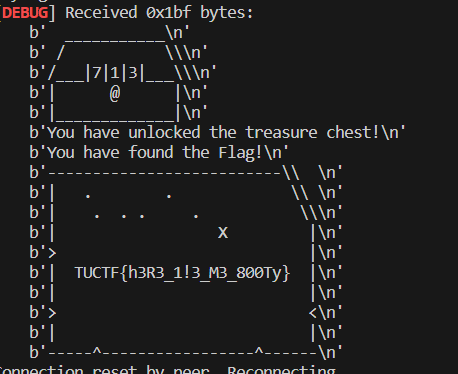 [DEBUG] Received 0x1bf bytes:
    b'  ___________\n'
    b' /           \\\n'
    b'/___|7|1|3|___\\\n'
    b'|      @      |\n'
    b'|_____________|\n'
    b'You have unlocked the treasure chest!\n'
    b'You have found the Flag!\n'
    b'--------------------------\\  \n'
    b'|   .        .             \\ \n'
    b'|    .  . .     .           \\\n'
    b'|                  X         |\n'
    b'>                            |\n'
    b'|  TUCTF{h3R3_1!3_M3_800Ty}  |\n'
    b'|                            |\n'
    b'>                            <\n'
    b'|                            |\n'
    b'-----^-----------------^------\n'
Connection reset by peer. Reconnecting